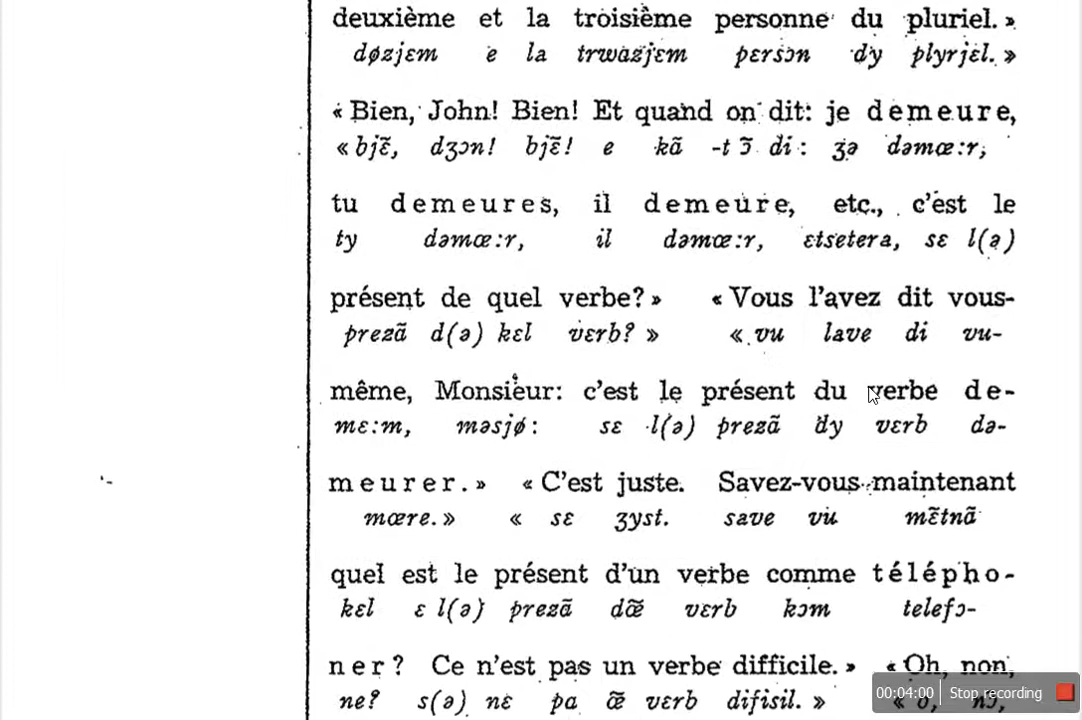 deuxième et la troisième personne du pluriel. »
døzjɛm e la trwazjɛm pɛrsɔn dy plyrjɛl. »
« Bien, John! Bien! Et quand on dit: je demeure,
« bjɛ̃, dʒɔn! bjɛ̃! e kɑ̃ -t ɔ̃ di: ʒə dəmœ:r,
tu demeures, il demeure, etc., c'est le
ty dəmœ:r, il dəmœ:r, ɛtsetera, sɛ l(ə)
présent de quel verbe? » « Vous l'avez dit vous-
prezɑ̃ d(ə) kɛl vɛrb? » « vu lave di vu-
même, Monsieur: c'est le présent du verbe de-
mɛ:m, məsjø: sɛ l(ə) prezɑ̃ dy vɛrb də-
meurer. » « C'est juste. Savez-vous maintenant
mœre. » « sɛ ʒyst. save vu mɛ̃tnɑ̃
quel est le présent d'un verbe comme télépho-
kɛl ɛ l(ə) prezɑ̃ dœ̃ vɛrb kɔm telefɔ-
ner? Ce n'est pas un verbe difficile. » « Oh, non,
ne? s(ə) nɛ pa œ̃ vɛrb difisil. » « o, nɔ̃,
00:04:00 Stop recording